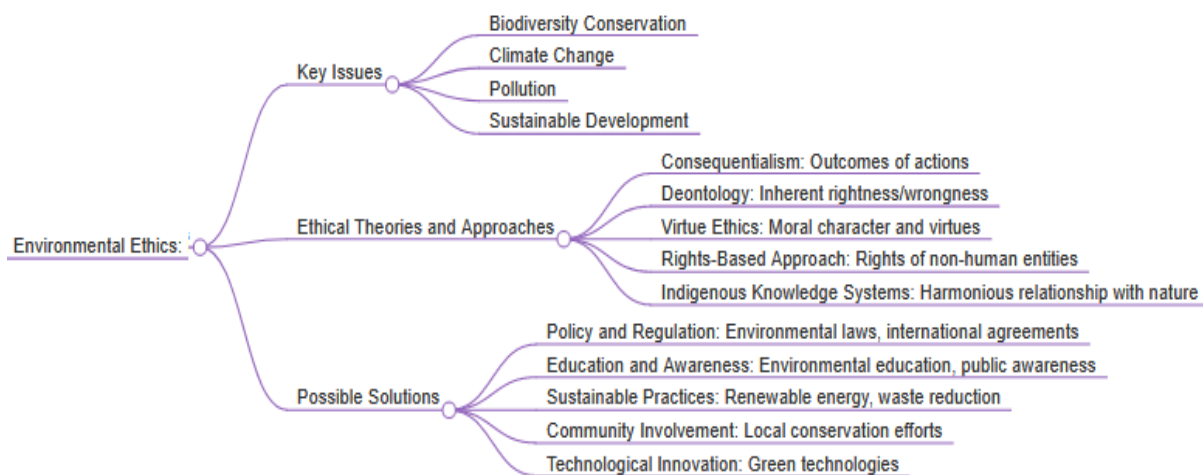 Environmental Ethics:
Key Issues
Biodiversity Conservation
Climate Change
Pollution
Sustainable Development
Ethical Theories and Approaches
Consequentialism: Outcomes of actions
Deontology: Inherent rightness/wrongness
Virtue Ethics: Moral character and virtues
Rights-Based Approach: Rights of non-human entities
Indigenous Knowledge Systems: Harmonious relationship with nature
Possible Solutions
Policy and Regulation: Environmental laws, international agreements
Education and Awareness: Environmental education, public awareness
Sustainable Practices: Renewable energy, waste reduction
Community Involvement: Local conservation efforts
Technological Innovation: Green technologies